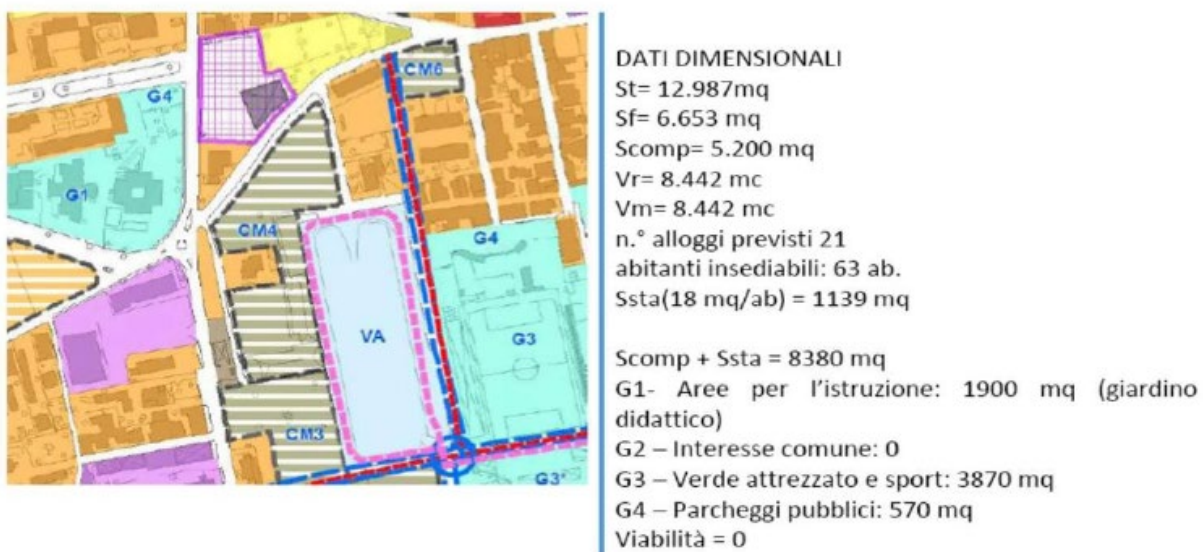 G4
CM6
G1
CM4
G4
VA
G3
CM3
G3*
DATI DIMENSIONALI
St= 12.987mq
Sf= 6.653 mq
Scomp= 5.200 mq
Vr= 8.442 mc
Vm= 8.442 mc
n.° alloggi previsti 21
abitanti insediabili: 63 ab.
Ssta(18 mq/ab) = 1139 mq
Scomp + Ssta = 8380 mq
G1- Aree per l'istruzione: 1900 mq (giardino
didattico)
G2 – Interesse comune: 0
G3 – Verde attrezzato e sport: 3870 mq
G4 – Parcheggi pubblici: 570 mq
Viabilità = 0